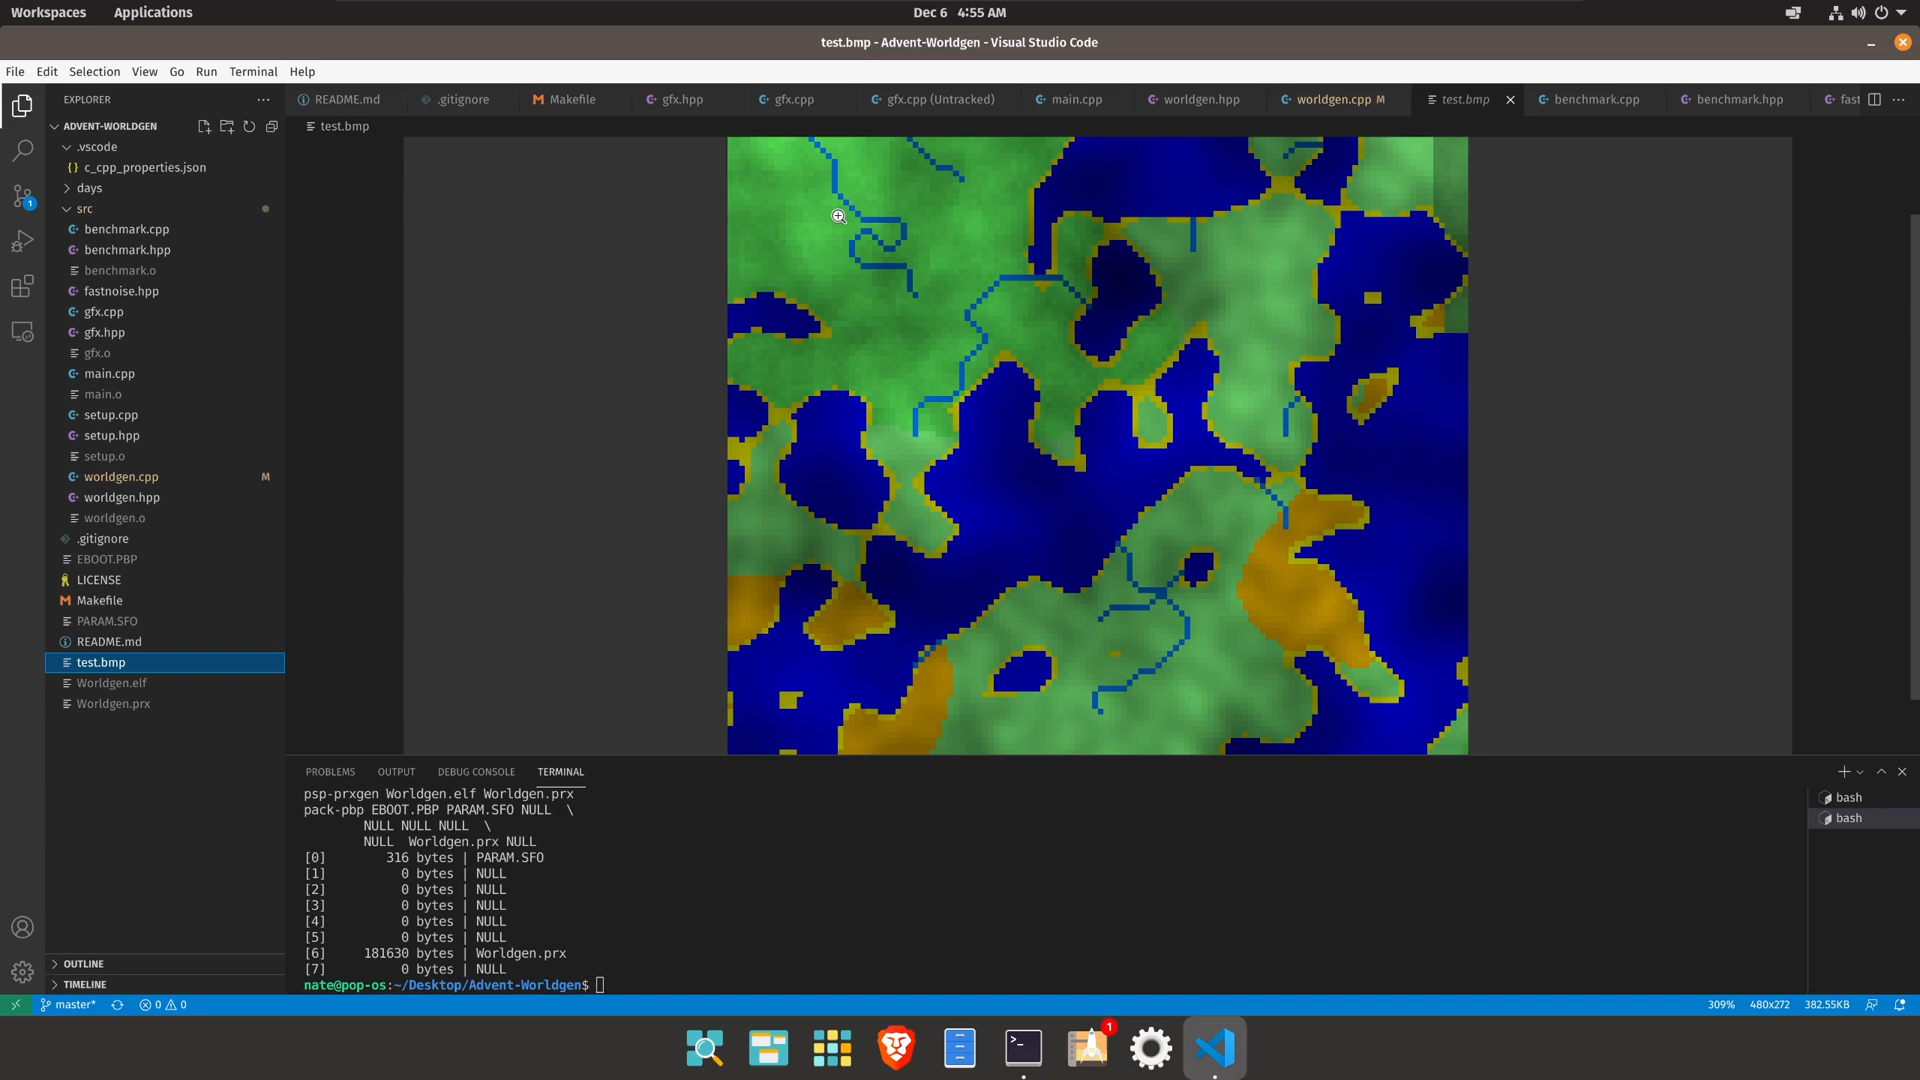 Workspaces Applications Dec 6 4:55 AM
test.bmp - Advent-Worldgen - Visual Studio Code
File Edit Selection View Go Run Terminal Help
EXPLORER
README.md .gitignore Makefile gfx.hpp gfx.cpp gfx.cpp (Untracked) main.cpp worldgen.hpp worldgen.cpp M test.bmp benchmark.cpp benchmark.hpp fast
ADVENT-WORLDGEN
test.bmp
.vscode
c_cpp_properties.json
days
src
1
benchmark.cpp
benchmark.hpp
benchmark.o
fastnoise.hpp
gfx.cpp
gfx.hpp
gfx.o
main.cpp
main.o
setup.cpp
setup.hpp
setup.o
worldgen.cpp M
worldgen.hpp
worldgen.o
.gitignore
EBOOT.PBP
LICENSE
Makefile
PARAM.SFO
README.md
test.bmp
Worldgen.elf
Worldgen.prx
OUTLINE
TIMELINE
PROBLEMS OUTPUT DEBUG CONSOLE TERMINAL
psp-prxgen Worldgen.elf Worldgen.prx
pack-pbp EBOOT.PBP PARAM.SFO NULL \
NULL NULL NULL \
NULL Worldgen.prx NULL
[0] 316 bytes | PARAM.SFO
[1] 0 bytes | NULL
[2] 0 bytes | NULL
[3] 0 bytes | NULL
[4] 0 bytes | NULL
[5] 0 bytes | NULL
[6] 181630 bytes | Worldgen.prx
[7] 0 bytes | NULL
nate@pop-os:~/Desktop/Advent-Worldgen$
bash
bash
master* 0 0 309% 480x272 382.55KB
1